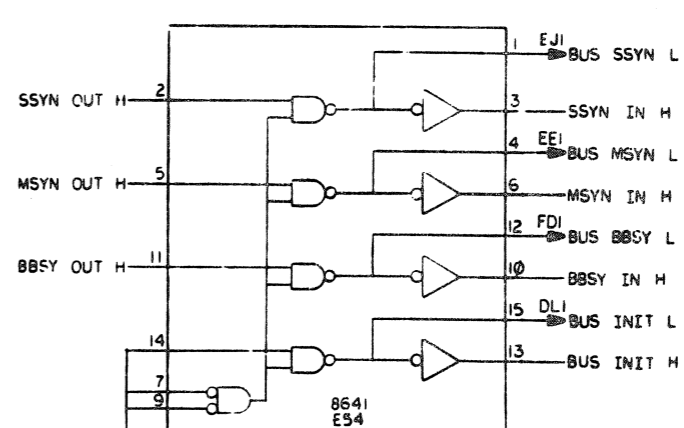 1 EJ1 BUS SSYN L
SSYN OUT H 2
3 SSYN IN H
4 EE1 BUS MSYN L
MSYN OUT H 5
6 MSYN IN H
12 FD1 BUS BBSY L
BBSY OUT H 11
10 BBSY IN H
15 DL1 BUS INIT L
14
13 BUS INIT H
7
9
8641
E54